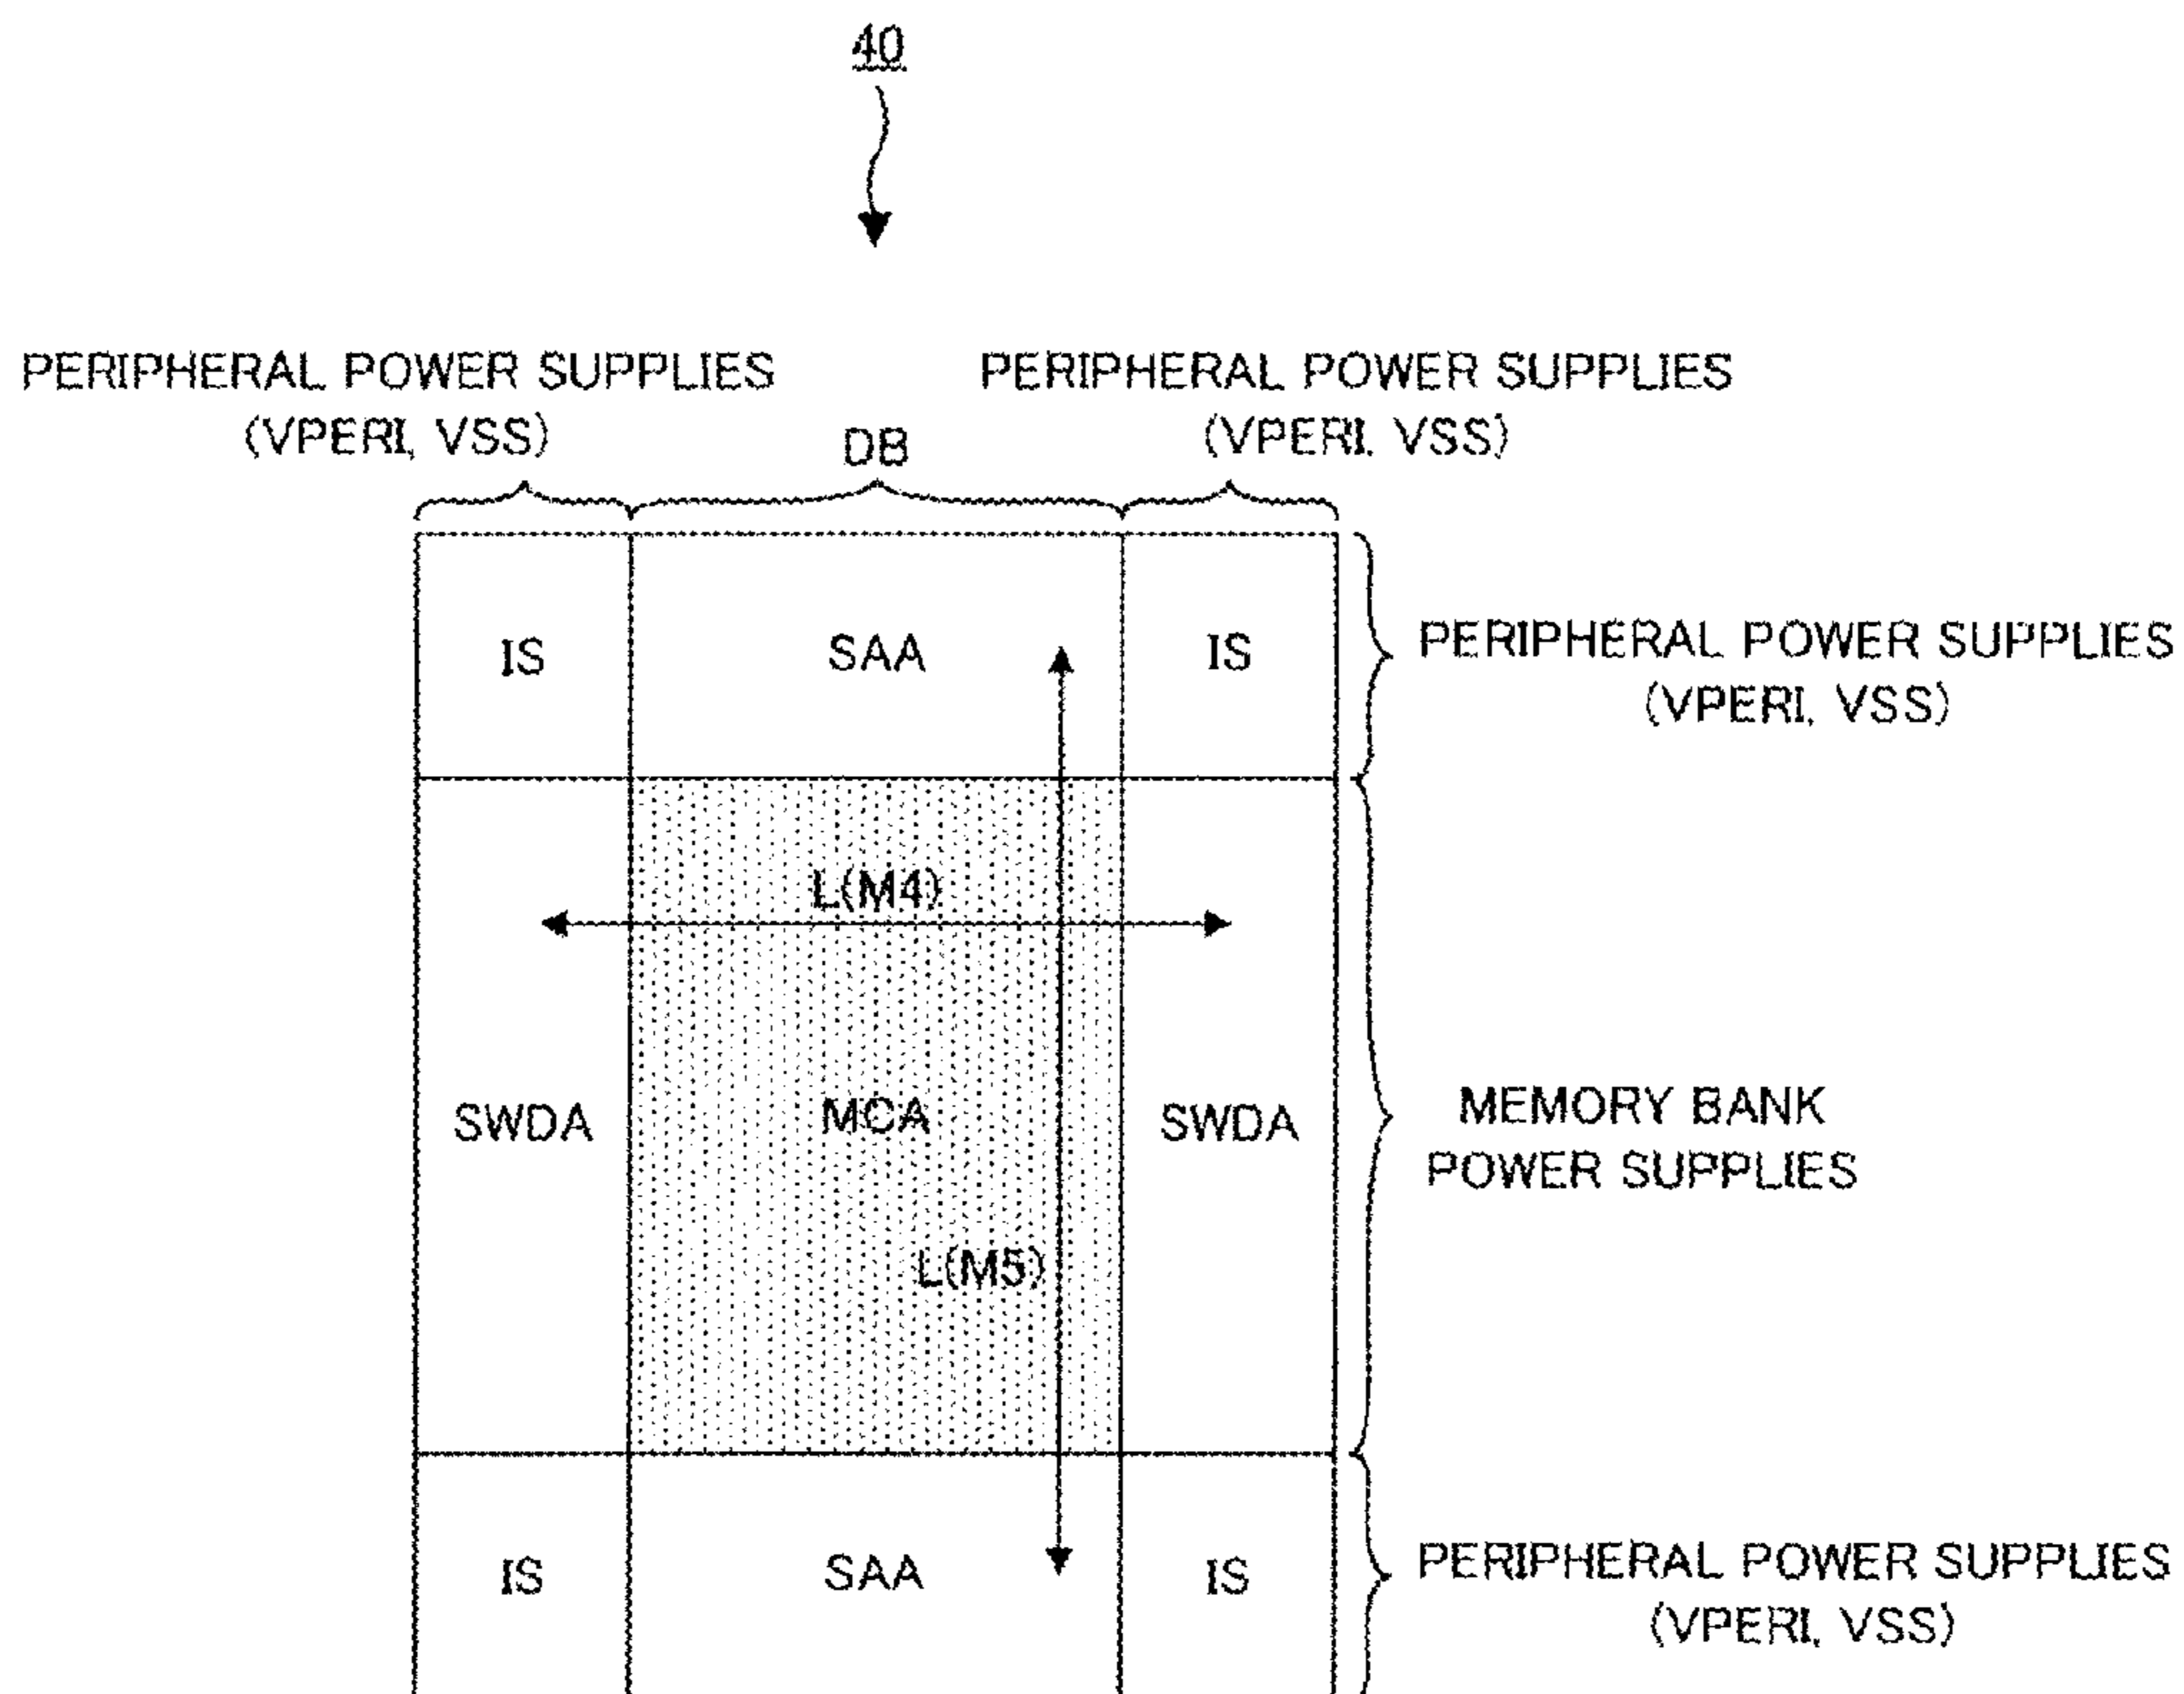 40
PERIPHERAL POWER SUPPLIES
(VPERI, VSS)
DB
PERIPHERAL POWER SUPPLIES
(VPERI, VSS)
IS
SAA
IS
PERIPHERAL POWER SUPPLIES
(VPERI, VSS)
L(M4)
SWDA
MCA
SWDA
MEMORY BANK
POWER SUPPLIES
L(M5)
IS
SAA
IS
PERIPHERAL POWER SUPPLIES
(VPERI, VSS)